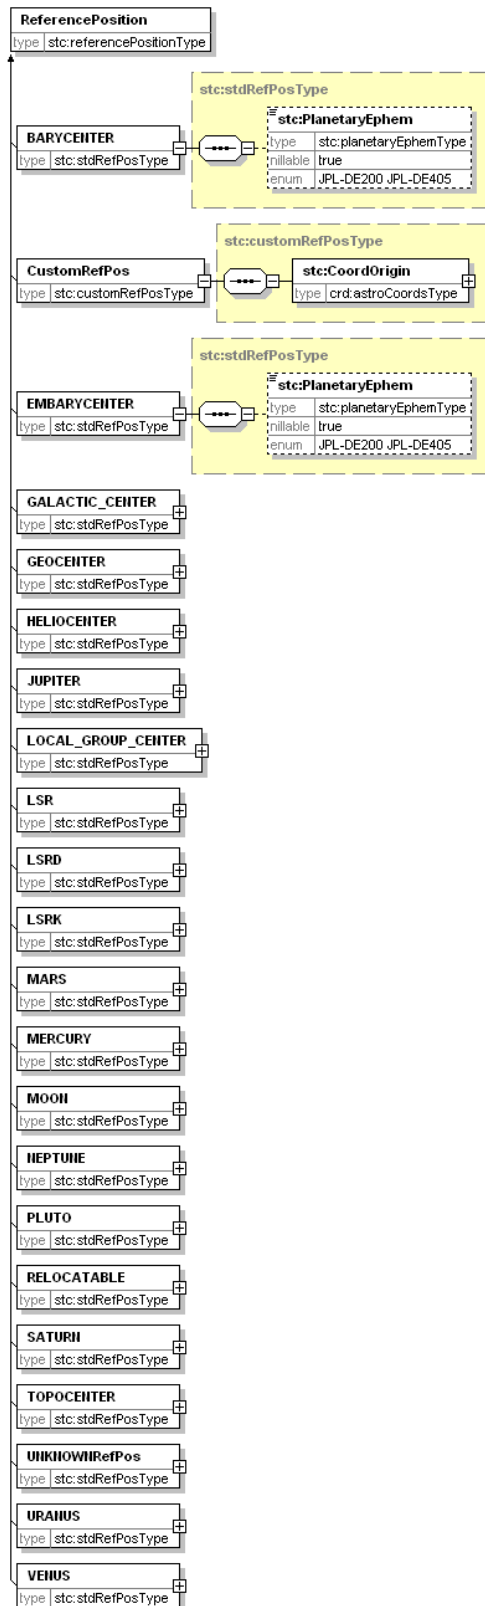 ReferencePosition
type stc:referencePositionType
stc:stdRefPosType
stc:PlanetaryEphem
BARYCENTER
type stc:planetaryEphemType
type stc:stdRefPosType
nillable true
enum JPL-DE200 JPL-DE405
stc:customRefPosType
CustomRefPos
stc:CoordOrigin
type stc:customRefPosType
type crd:astroCoordsType
stc:stdRefPosType
stc:PlanetaryEphem
EMBARYCENTER
type stc:planetaryEphemType
type stc:stdRefPosType
nillable true
enum JPL-DE200 JPL-DE405
GALACTIC_CENTER
type stc:stdRefPosType
GEOCENTER
type stc:stdRefPosType
HELIOCENTER
type stc:stdRefPosType
JUPITER
type stc:stdRefPosType
LOCAL_GROUP_CENTER
type stc:stdRefPosType
LSR
type stc:stdRefPosType
LSRD
type stc:stdRefPosType
LSRK
type stc:stdRefPosType
MARS
type stc:stdRefPosType
MERCURY
type stc:stdRefPosType
MOON
type stc:stdRefPosType
NEPTUNE
type stc:stdRefPosType
PLUTO
type stc:stdRefPosType
RELOCATABLE
type stc:stdRefPosType
SATURN
type stc:stdRefPosType
TOPOCENTER
type stc:stdRefPosType
UNKNOWNRefPos
type stc:stdRefPosType
URANUS
type stc:stdRefPosType
VENUS
type stc:stdRefPosType